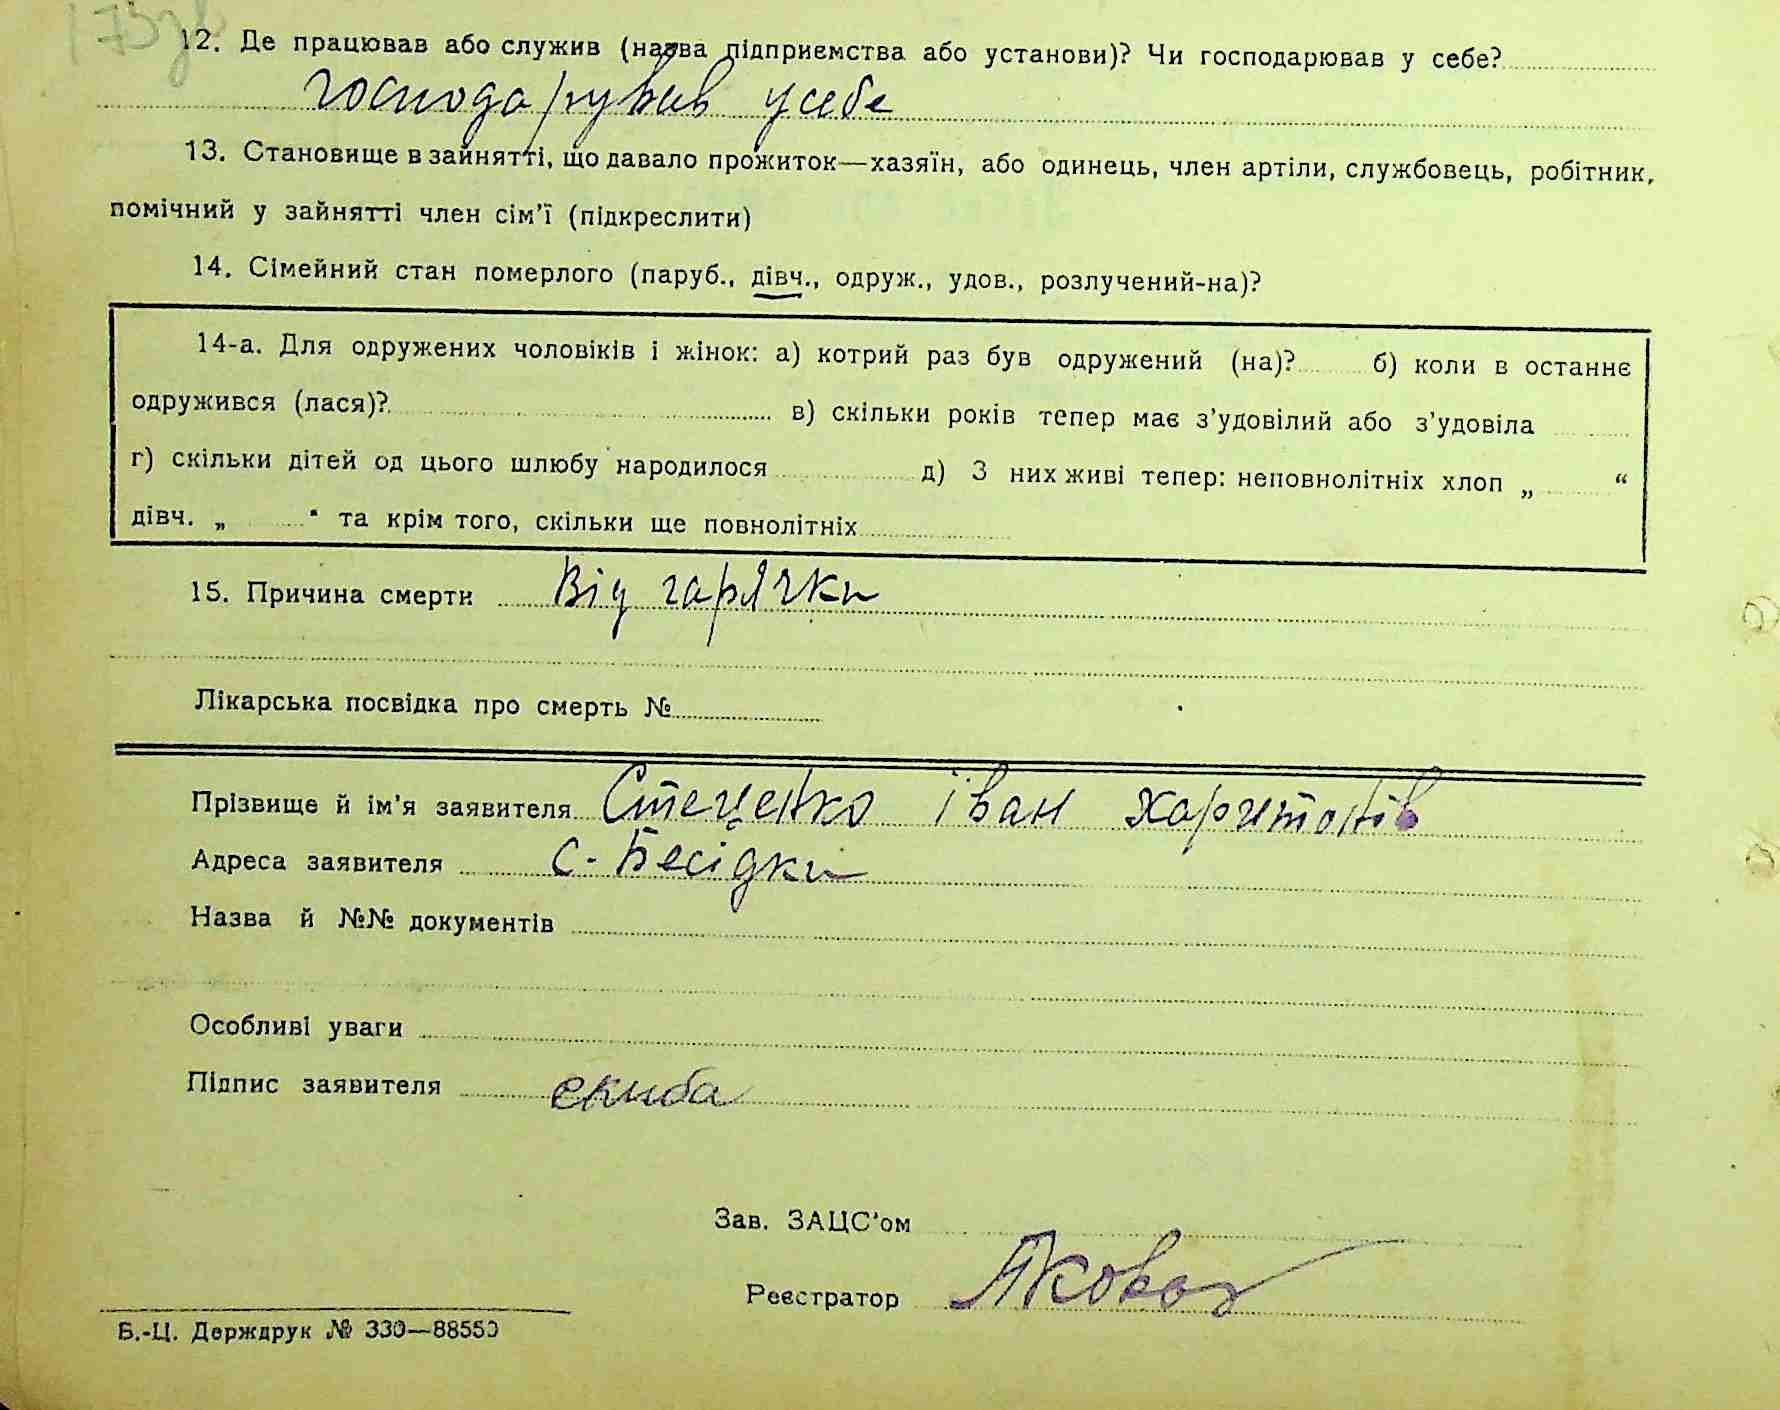 173зв
12. Де працював або служив (назва підприємства або установи)? Чи господарював у себе?
господарував у себе
13. Становище в зайнятті, що давало прожиток—хазяїн, або одинець, член артіли, службовець, робітник,
помічний у зайнятті член сім'ї (підкреслити)
14. Сімейний стан померлого (паруб., дівч., одруж., удов., розлучений-на)?
14-а. Для одружених чоловіків і жінок: а) котрий раз був одружений (на)? б) коли в останнє
одружився (лася)? в) скільки років тепер має з'удовілий або з'удовіла
г) скільки дітей од цього шлюбу народилося д) З них живі тепер: неповнолітніх хлоп „ “
дівч. „ “ та крім того, скільки ще повнолітніх
15. Причина смерти Від гарячки
Лікарська посвідка про смерть №
Прізвище й ім'я заявителя Стеценко іван харитонів
Адреса заявителя с. Бесідки
Назва й №№ документів
Особливі уваги
Підпис заявителя скиба
Зав. ЗАЦС'ом
Реєстратор
Б.-Ц. Держдрук № 330—88550